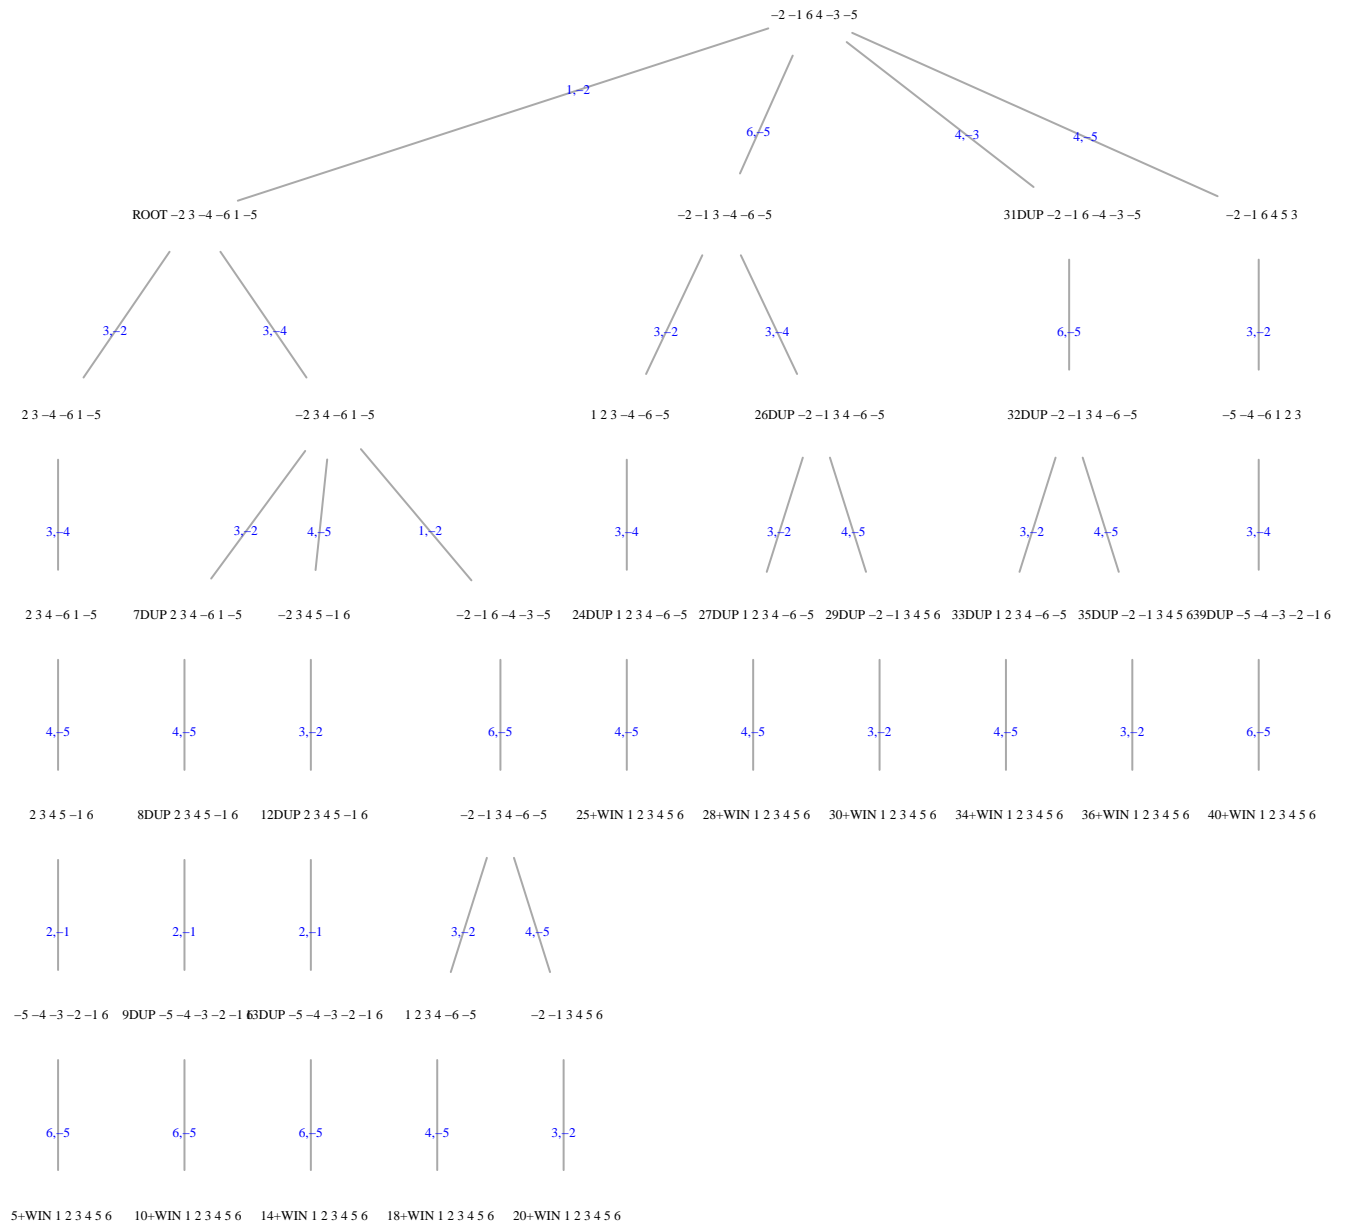 −2 −1 6 4 −3 −5
1,−2
6,−5
4,−3
4,−5
ROOT −2 3 −4 −6 1 −5
−2 −1 3 −4 −6 −5
31DUP −2 −1 6 −4 −3 −5
−2 −1 6 4 5 3
3,−2
3,−4
3,−2
3,−4
6,−5
3,−2
2 3 −4 −6 1 −5
−2 3 4 −6 1 −5
1 2 3 −4 −6 −5
26DUP −2 −1 3 4 −6 −5
32DUP −2 −1 3 4 −6 −5
−5 −4 −6 1 2 3
3,−4
3,−2
4,−5
1,−2
3,−4
3,−2
4,−5
3,−2
4,−5
3,−4
2 3 4 −6 1 −5
7DUP 2 3 4 −6 1 −5
−2 3 4 5 −1 6
−2 −1 6 −4 −3 −5
24DUP 1 2 3 4 −6 −5
27DUP 1 2 3 4 −6 −5
29DUP −2 −1 3 4 5 6
33DUP 1 2 3 4 −6 −5
35DUP −2 −1 3 4 5 6
39DUP −5 −4 −3 −2 −1 6
4,−5
4,−5
3,−2
6,−5
4,−5
4,−5
3,−2
4,−5
3,−2
6,−5
2 3 4 5 −1 6
8DUP 2 3 4 5 −1 6
12DUP 2 3 4 5 −1 6
−2 −1 3 4 −6 −5
25+WIN 1 2 3 4 5 6
28+WIN 1 2 3 4 5 6
30+WIN 1 2 3 4 5 6
34+WIN 1 2 3 4 5 6
36+WIN 1 2 3 4 5 6
40+WIN 1 2 3 4 5 6
2,−1
2,−1
2,−1
3,−2
4,−5
−5 −4 −3 −2 −1 6
9DUP −5 −4 −3 −2 −1 6
13DUP −5 −4 −3 −2 −1 6
1 2 3 4 −6 −5
−2 −1 3 4 5 6
6,−5
6,−5
6,−5
4,−5
3,−2
5+WIN 1 2 3 4 5 6
10+WIN 1 2 3 4 5 6
14+WIN 1 2 3 4 5 6
18+WIN 1 2 3 4 5 6
20+WIN 1 2 3 4 5 6